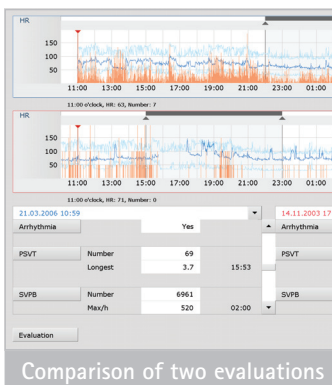 HR
150
100
50
11:00 13:00 15:00 17:00 19:00 21:00 23:00 01:00
11:00 o'clock, HR: 63, Number: 7
HR
150
100
50
11:00 13:00 15:00 17:00 19:00 21:00 23:00 01:00
11:00 o'clock, HR: 71, Number: 0
21.03.2006 10:59 14.11.2003 17
Arrhythmia Yes Arrhythmia
PSVT Number 69 PSVT
Longest 3.7 15:53
SVPB Number 6961 SVPB
Max/h 520 02:00
Evaluation
Comparison of two evaluations